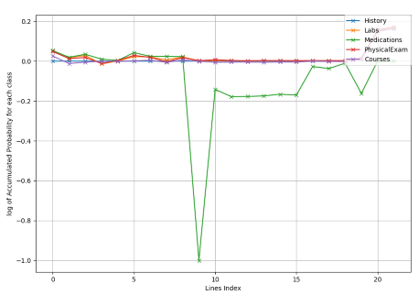 History
Labs
Medications
PhysicalExam
Courses
0.2
0.0
−0.2
−0.4
−0.6
−0.8
−1.0
log of Accumulated Probability for each class
0 5 10 15 20
Lines Index